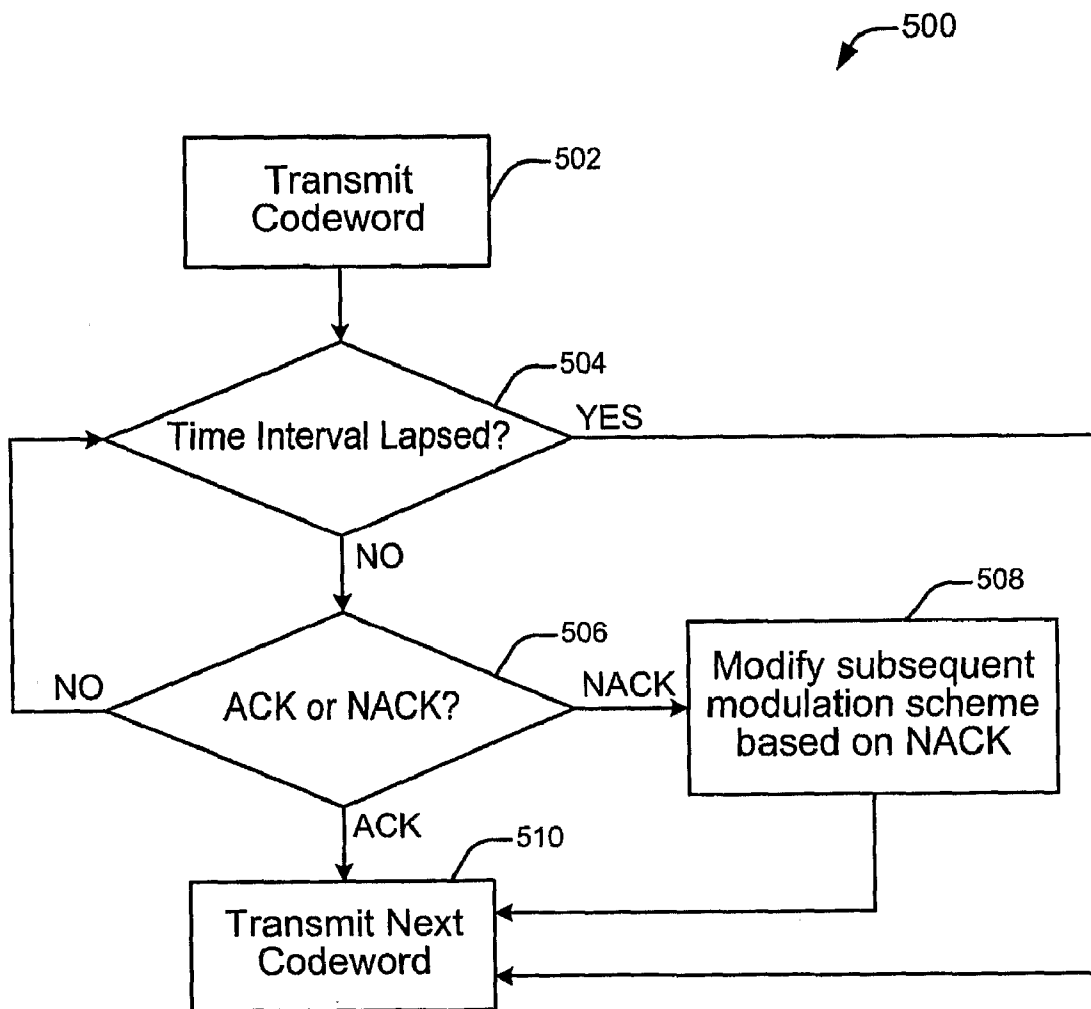 500
502
Transmit
Codeword
504
Time Interval Lapsed?
YES
NO
506
508
NO
ACK or NACK?
NACK
Modify subsequent
modulation scheme
based on NACK
ACK
510
Transmit Next
Codeword